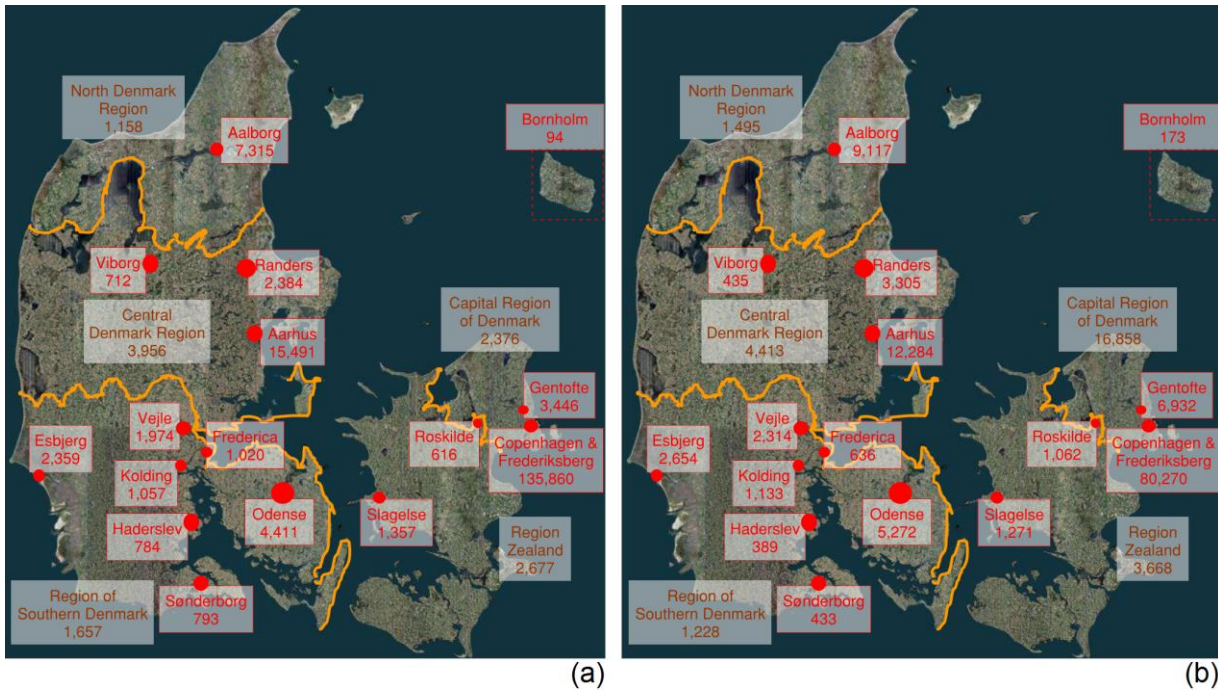 North Denmark
Region
1,158
Aalborg
7,315
Bornholm
94
Viborg
712
Randers
2,384
Central
Denmark Region
3,956
Aarhus
15,491
Capital Region
of Denmark
2,376
Gentofte
3,446
Vejle
1,974
Esbjerg
2,359
Frederica
1,020
Roskilde
616
Copenhagen &
Frederiksberg
135,860
Kolding
1,057
Odense
4,411
Slagelse
1,357
Haderslev
784
Region
Zealand
2,677
Region of
Southern Denmark
1,657
Sønderborg
793
(a)
North Denmark
Region
1,495
Aalborg
9,117
Bornholm
173
Viborg
435
Randers
3,305
Central
Denmark Region
4,413
Aarhus
12,284
Capital Region
of Denmark
16,858
Gentofte
6,932
Vejle
2,314
Esbjerg
2,654
Frederica
636
Roskilde
1,062
Copenhagen &
Frederiksberg
80,270
Kolding
1,133
Odense
5,272
Slagelse
1,271
Haderslev
389
Region
Zealand
3,668
Region of
Southern Denmark
1,228
Sønderborg
433
(b)